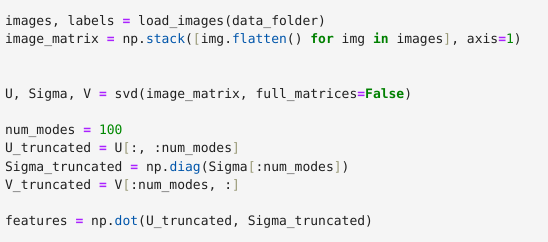 images, labels = load_images(data_folder)
image_matrix = np.stack([img.flatten() for img in images], axis=1)
U, Sigma, V = svd(image_matrix, full_matrices=False)
num_modes = 100
U_truncated = U[:, :num_modes]
Sigma_truncated = np.diag(Sigma[:num_modes])
V_truncated = V[:num_modes, :]
features = np.dot(U_truncated, Sigma_truncated)